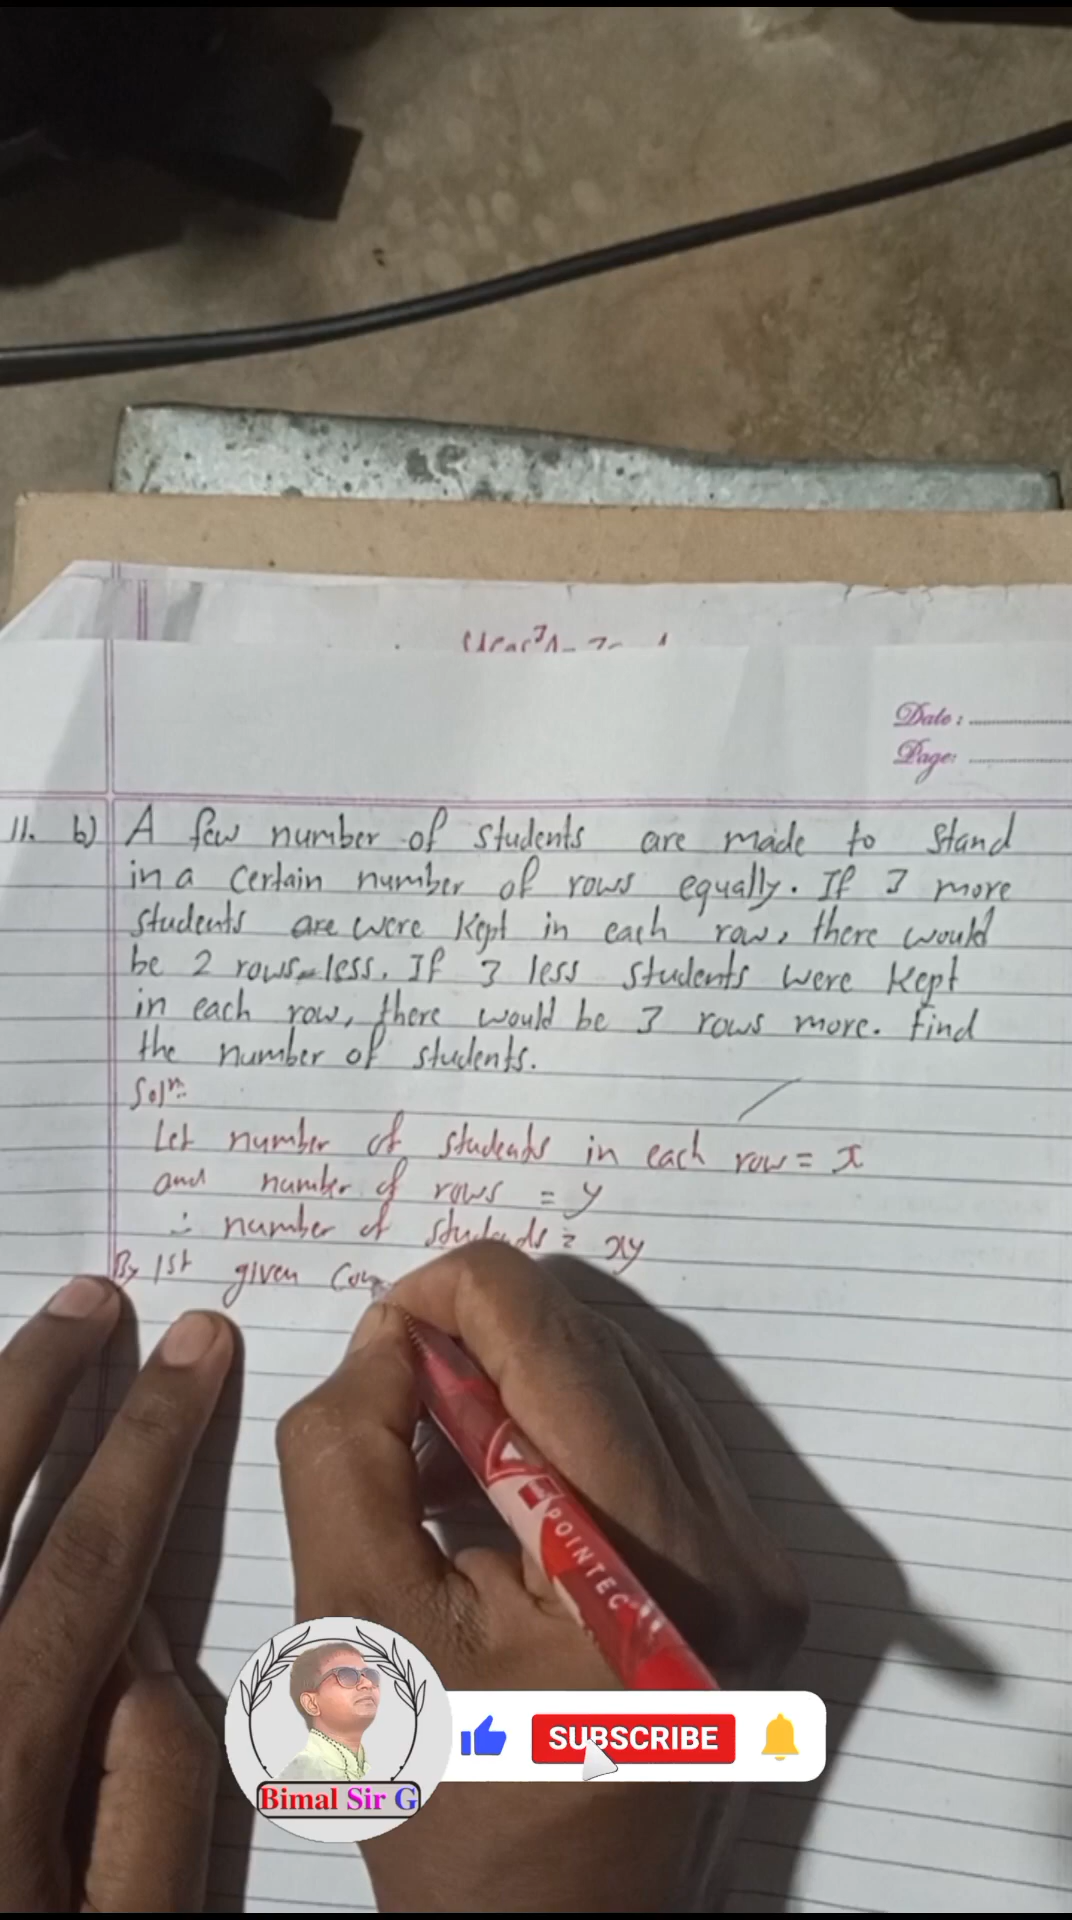 Date:
Page:
11. b) A few number of students are made to stand
in a certain number of rows equally. If 3 more
students are were kept in each row, there would
be 2 rows less. If 3 less students were kept
in each row, there would be 3 rows more. Find
the number of students.
Soln:
Let number of students in each row = x
and number of rows = y
∴ number of students = xy
By 1st given
POINTEC
SUBSCRIBE
Bimal Sir G